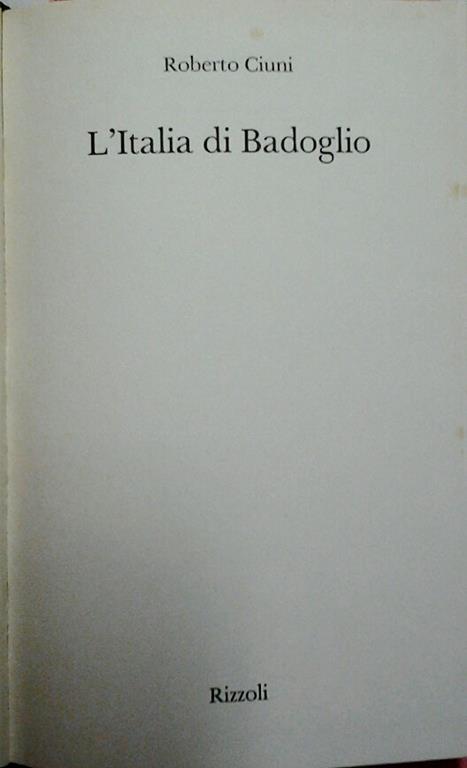 Roberto Ciuni
L'Italia di Badoglio
Rizzoli